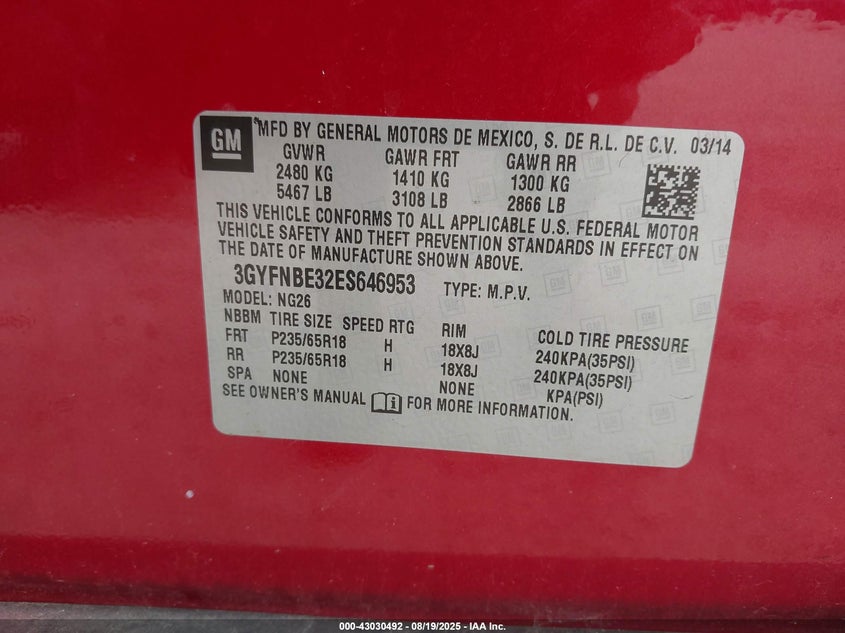 GM
MFD BY GENERAL MOTORS DE MEXICO, S. DE R.L. DE C.V. 03/14
GVWR GAWR FRT GAWR RR
2480 KG 1410 KG 1300 KG
5467 LB 3108 LB 2866 LB
THIS VEHICLE CONFORMS TO ALL APPLICABLE U.S. FEDERAL MOTOR
VEHICLE SAFETY AND THEFT PREVENTION STANDARDS IN EFFECT ON
THE DATE OF MANUFACTURE SHOWN ABOVE.
3GYFNBE32ES646953 TYPE: M.P.V.
MODEL: NG26
NBBM TIRE SIZE SPEED RTG RIM COLD TIRE PRESSURE
FRT P235/65R18 H 18X8J 240KPA(35PSI)
RR P235/65R18 H 18X8J 240KPA(35PSI)
SPA NONE NONE KPA(PSI)
SEE OWNER'S MANUAL FOR MORE INFORMATION.
000-43030492 - 08/19/2025 - IAA Inc.